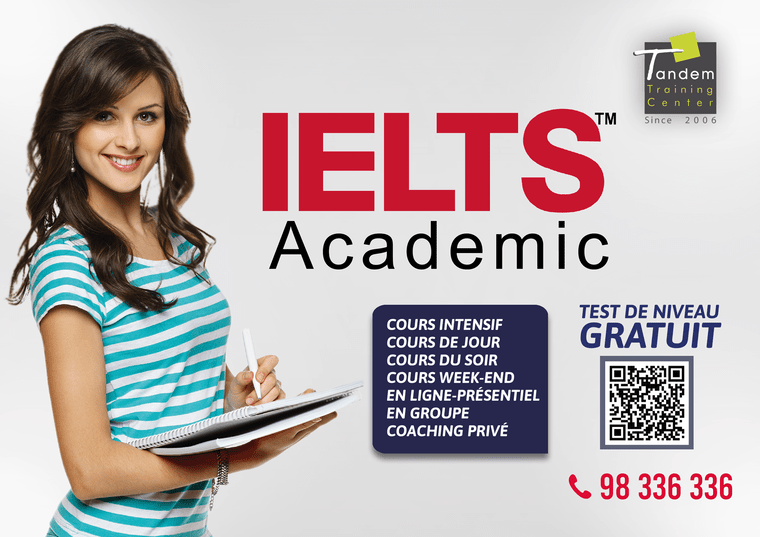 Tandem
Training
Center
Since 2006
IELTS™
Academic
COURS INTENSIF
COURS DE JOUR
COURS DU SOIR
COURS WEEK-END
EN LIGNE-PRÉSENTIEL
EN GROUPE
COACHING PRIVÉ
TEST DE NIVEAU
GRATUIT
98 336 336